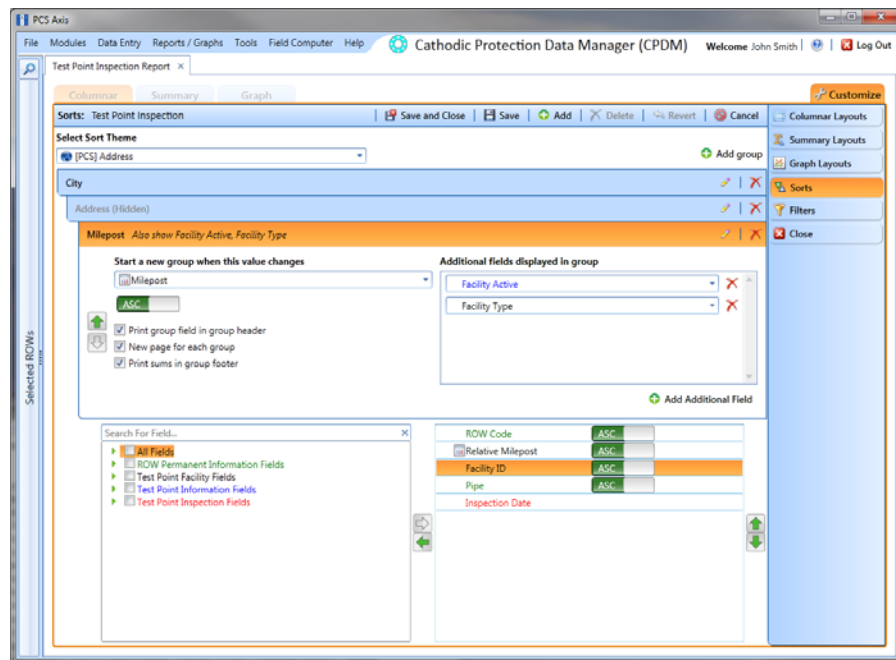 PCS Axis
File Modules Data Entry Reports / Graphs Tools Field Computer Help Cathodic Protection Data Manager (CPDM) Welcome John Smith | Log Out
Test Point Inspection Report ×
Columnar Summary Graph Customize
Sorts: Test Point Inspection | Save and Close | Save | Add | Delete | Revert | Cancel
Columnar Layouts
Summary Layouts
Graph Layouts
Sorts
Filters
Close
Select Sort Theme
[PCS] Address
Add group
City
Address (Hidden)
Milepost Also show Facility Active, Facility Type
Start a new group when this value changes
Milepost
ASC
Print group field in group header
New page for each group
Print sums in group footer
Additional fields displayed in group
Facility Active
Facility Type
Add Additional Field
Selected ROWs
Search For Field...
All Fields
ROW Permanent Information Fields
Test Point Facility Fields
Test Point Information Fields
Test Point Inspection Fields
ROW Code ASC
Relative Milepost ASC
Facility ID ASC
Pipe ASC
Inspection Date